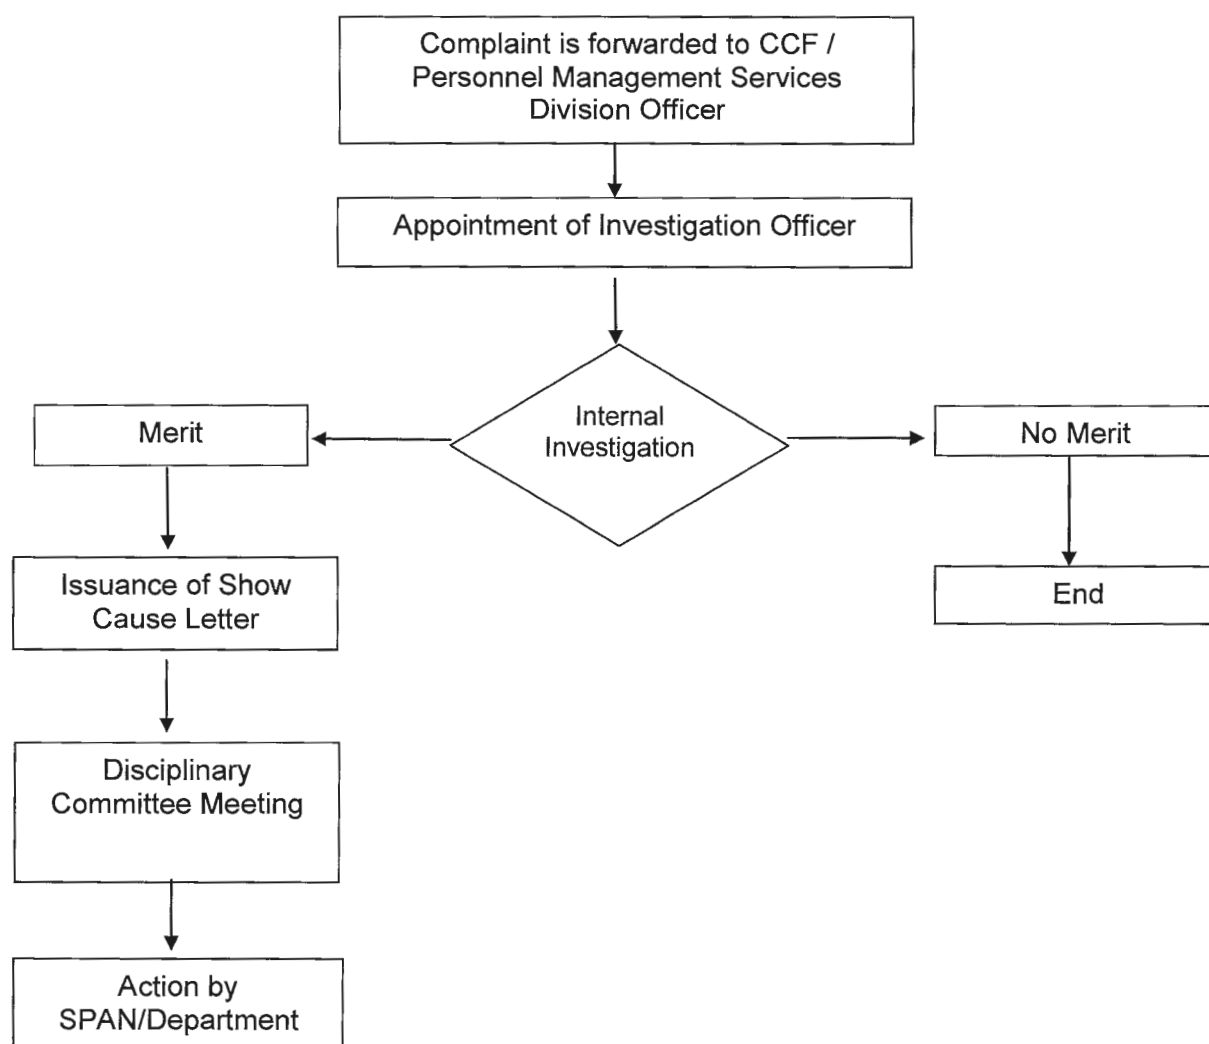 Complaint is forwarded to CCF /
Personnel Management Services
Division Officer
Appointment of Investigation Officer
Internal
Investigation
Merit
No Merit
Issuance of Show
Cause Letter
End
Disciplinary
Committee Meeting
Action by
SPAN/Department